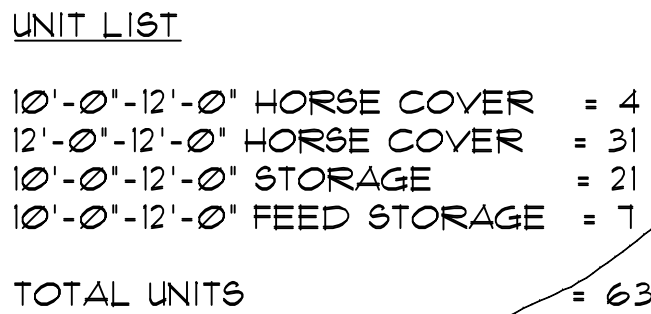 UNIT LIST
10'-0"-12'-0" HORSE COVER = 4
12'-0"-12'-0" HORSE COVER = 31
10'-0"-12'-0" STORAGE = 21
10'-0"-12'-0" FEED STORAGE = 7
TOTAL UNITS = 63